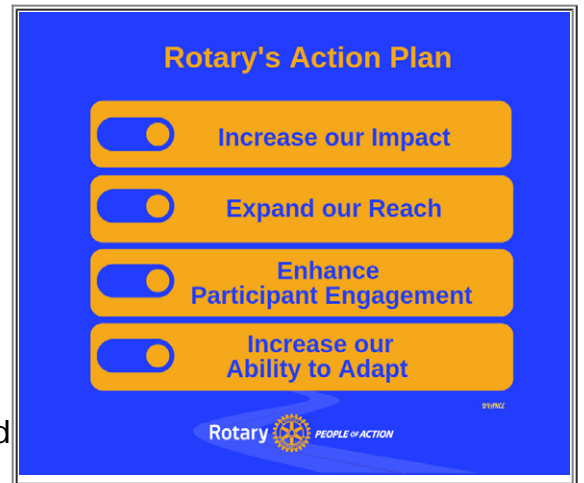 Rotary's Action Plan
Increase our Impact
Expand our Reach
Enhance
Participant Engagement
Increase our
Ability to Adapt
d
Rotary PEOPLE OF ACTION